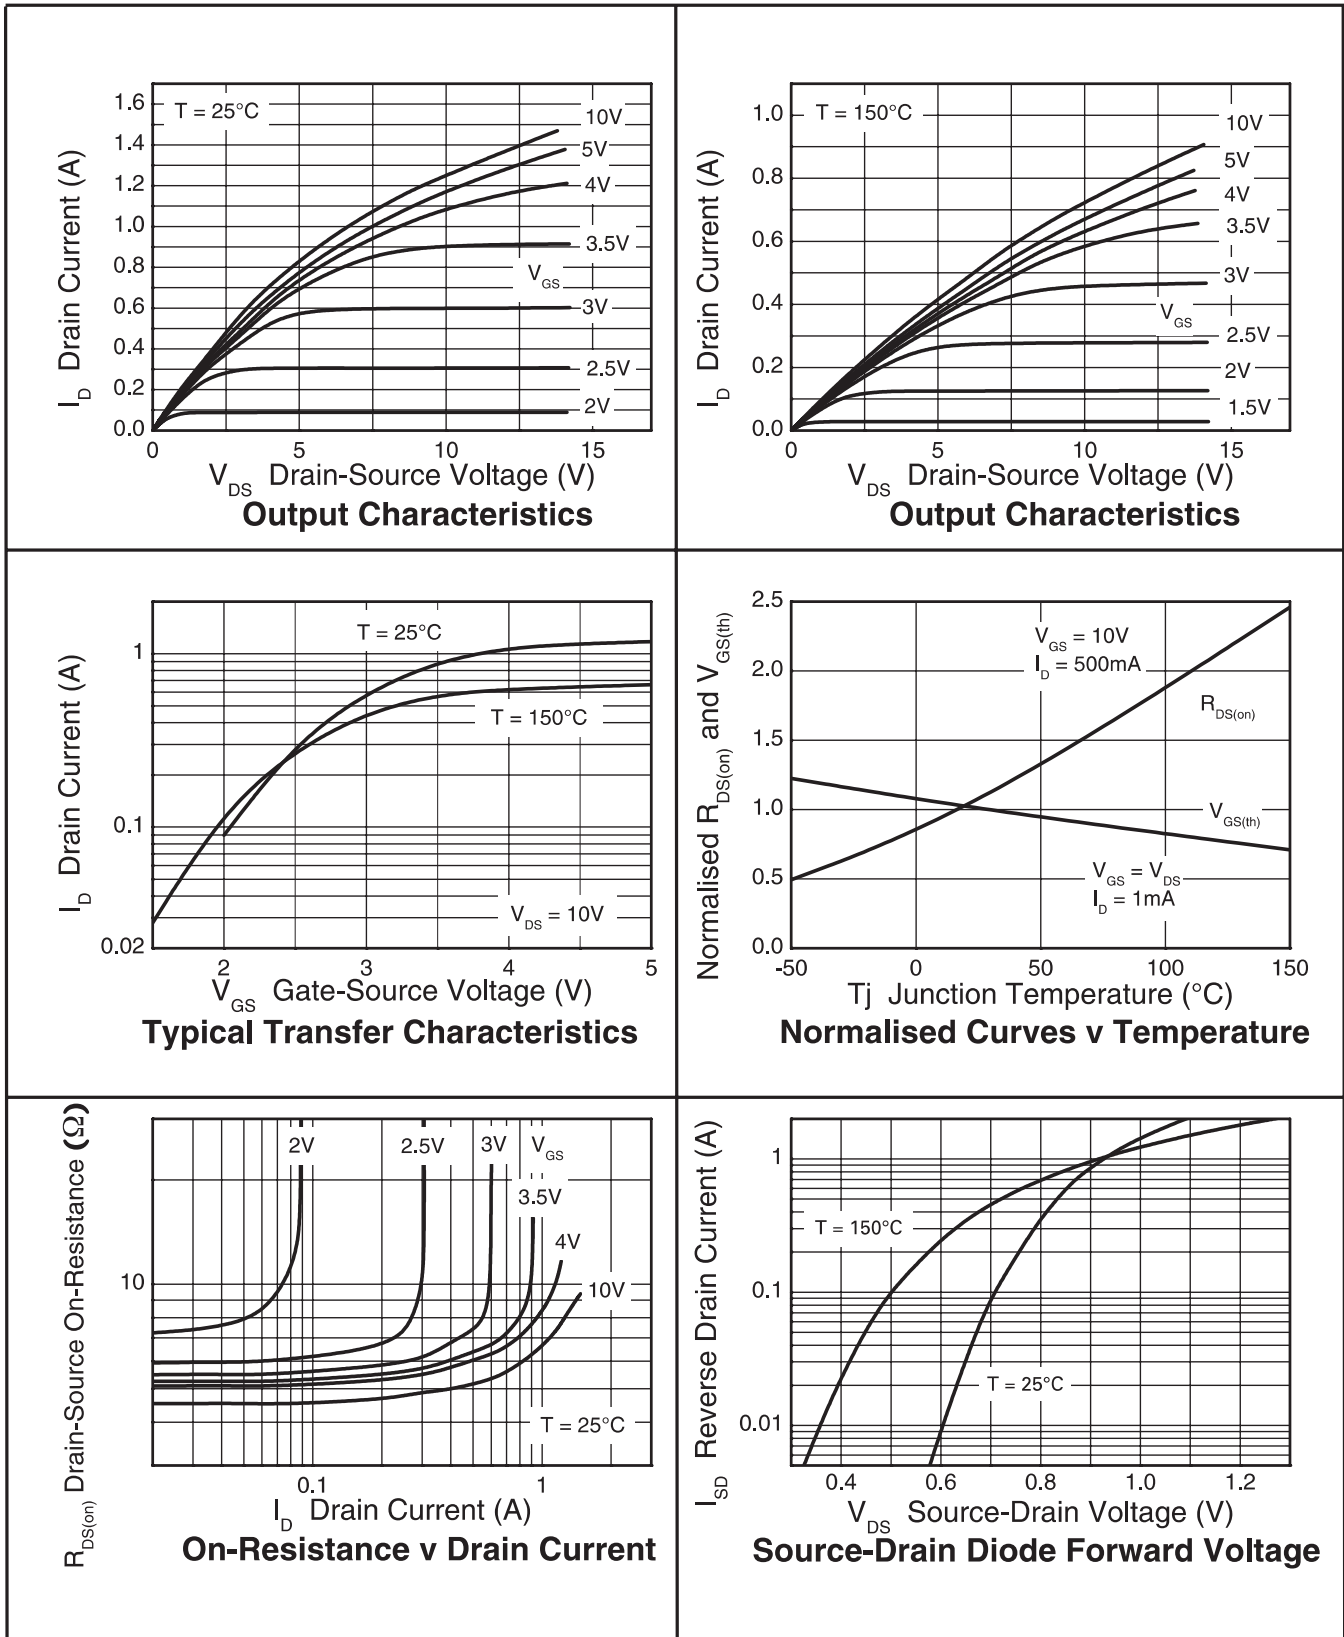 1.6
1.4
1.2
1.0
0.8
0.6
0.4
0.2
0.0
T = 25°C
10V
5V
4V
3.5V
V_GS
3V
2.5V
2V
0 5 10 15
I_D Drain Current (A)
V_DS Drain-Source Voltage (V)
Output Characteristics
1.0
0.8
0.6
0.4
0.2
0.0
T = 150°C
10V
5V
4V
3.5V
3V
V_GS
2.5V
2V
1.5V
0 5 10 15
I_D Drain Current (A)
V_DS Drain-Source Voltage (V)
Output Characteristics
1
0.1
0.02
T = 25°C
T = 150°C
V_DS = 10V
2 3 4 5
I_D Drain Current (A)
V_GS Gate-Source Voltage (V)
Typical Transfer Characteristics
2.5
2.0
1.5
1.0
0.5
0.0
V_GS = 10V
I_D = 500mA
R_DS(on)
V_GS(th)
V_GS = V_DS
I_D = 1mA
-50 0 50 100 150
Normalised R_DS(on) and V_GS(th)
Tj Junction Temperature (°C)
Normalised Curves v Temperature
10
2V
2.5V
3V
V_GS
3.5V
4V
10V
T = 25°C
0.1 1
R_DS(on) Drain-Source On-Resistance (Ω)
I_D Drain Current (A)
On-Resistance v Drain Current
1
0.1
0.01
T = 150°C
T = 25°C
0.4 0.6 0.8 1.0 1.2
I_SD Reverse Drain Current (A)
V_DS Source-Drain Voltage (V)
Source-Drain Diode Forward Voltage